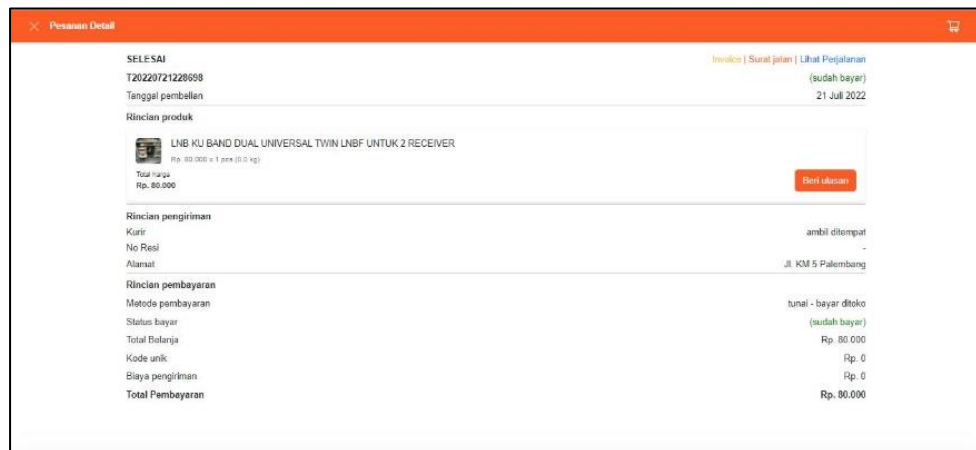 Pesanan Detail
SELESAI
Invoice | Surat jalan | Lihat Perjalanan
T20220721228698
(sudah bayar)
Tanggal pembelian
21 Juli 2022
Rincian produk
LNB KU BAND DUAL UNIVERSAL TWIN LNBF UNTUK 2 RECEIVER
Rp. 80.000 x 1 pcs (0.0 kg)
Total harga
Rp. 80.000
Beri ulasan
Rincian pengiriman
Kurir
ambil ditempat
No Resi
-
Alamat
Jl. KM 5 Palembang
Rincian pembayaran
Metode pembayaran
tunai - bayar ditoko
Status bayar
(sudah bayar)
Total Belanja
Rp. 80.000
Kode unik
Rp. 0
Biaya pengiriman
Rp. 0
Total Pembayaran
Rp. 80.000